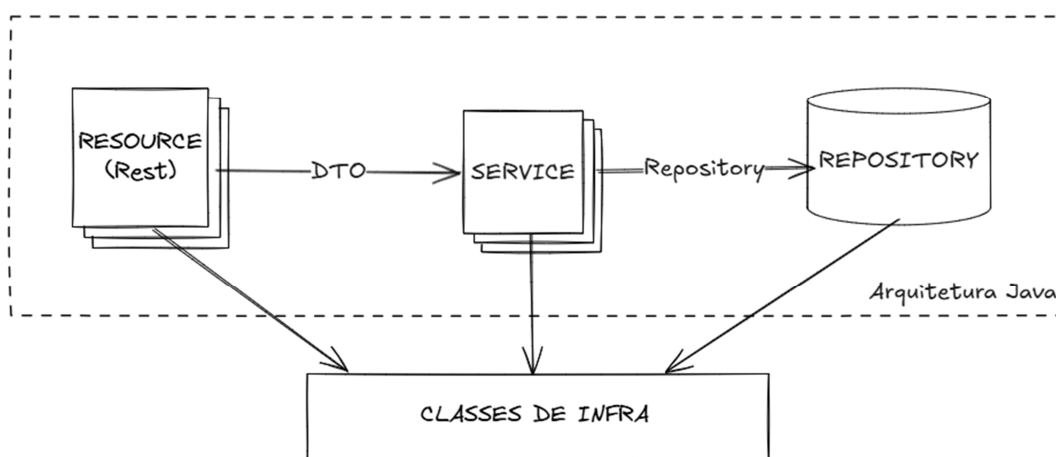 RESOURCE
(Rest)
DTO
SERVICE
Repository
REPOSITORY
Arquitetura Java
CLASSES DE INFRA